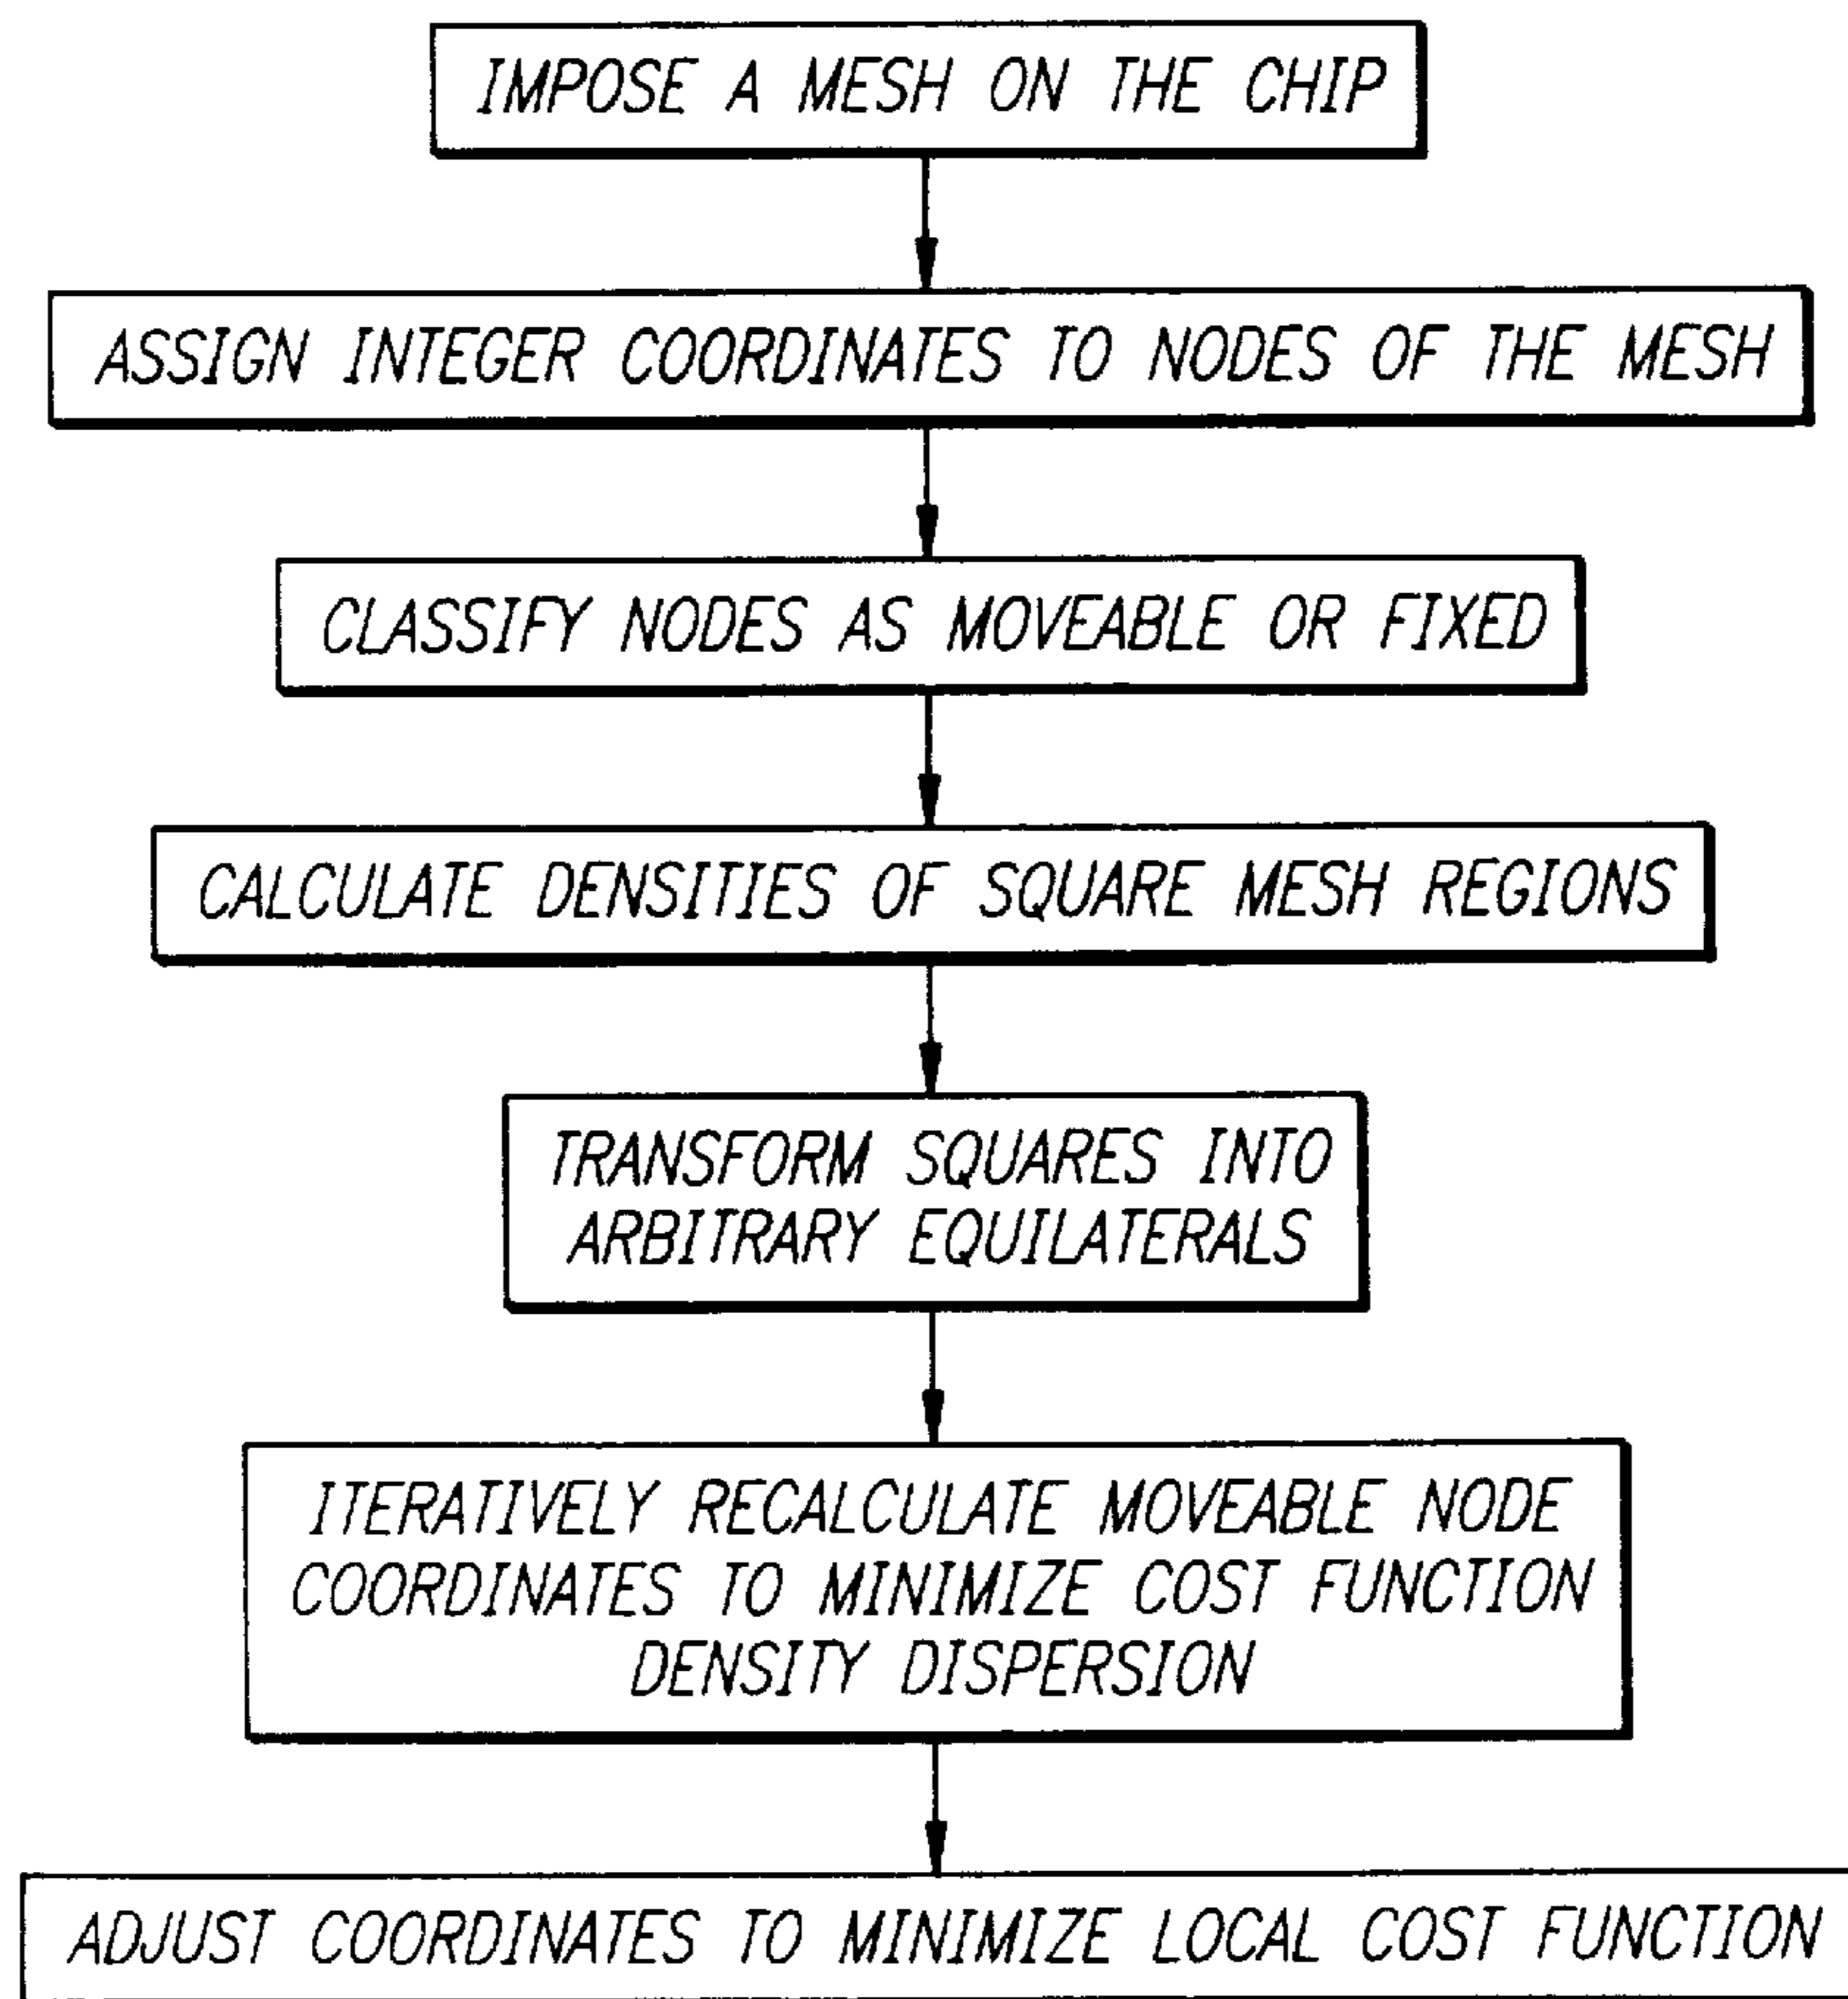 IMPOSE A MESH ON THE CHIP
ASSIGN INTEGER COORDINATES TO NODES OF THE MESH
CLASSIFY NODES AS MOVEABLE OR FIXED
CALCULATE DENSITIES OF SQUARE MESH REGIONS
TRANSFORM SQUARES INTO
ARBITRARY EQUILATERALS
ITERATIVELY RECALCULATE MOVEABLE NODE
COORDINATES TO MINIMIZE COST FUNCTION
DENSITY DISPERSION
ADJUST COORDINATES TO MINIMIZE LOCAL COST FUNCTION